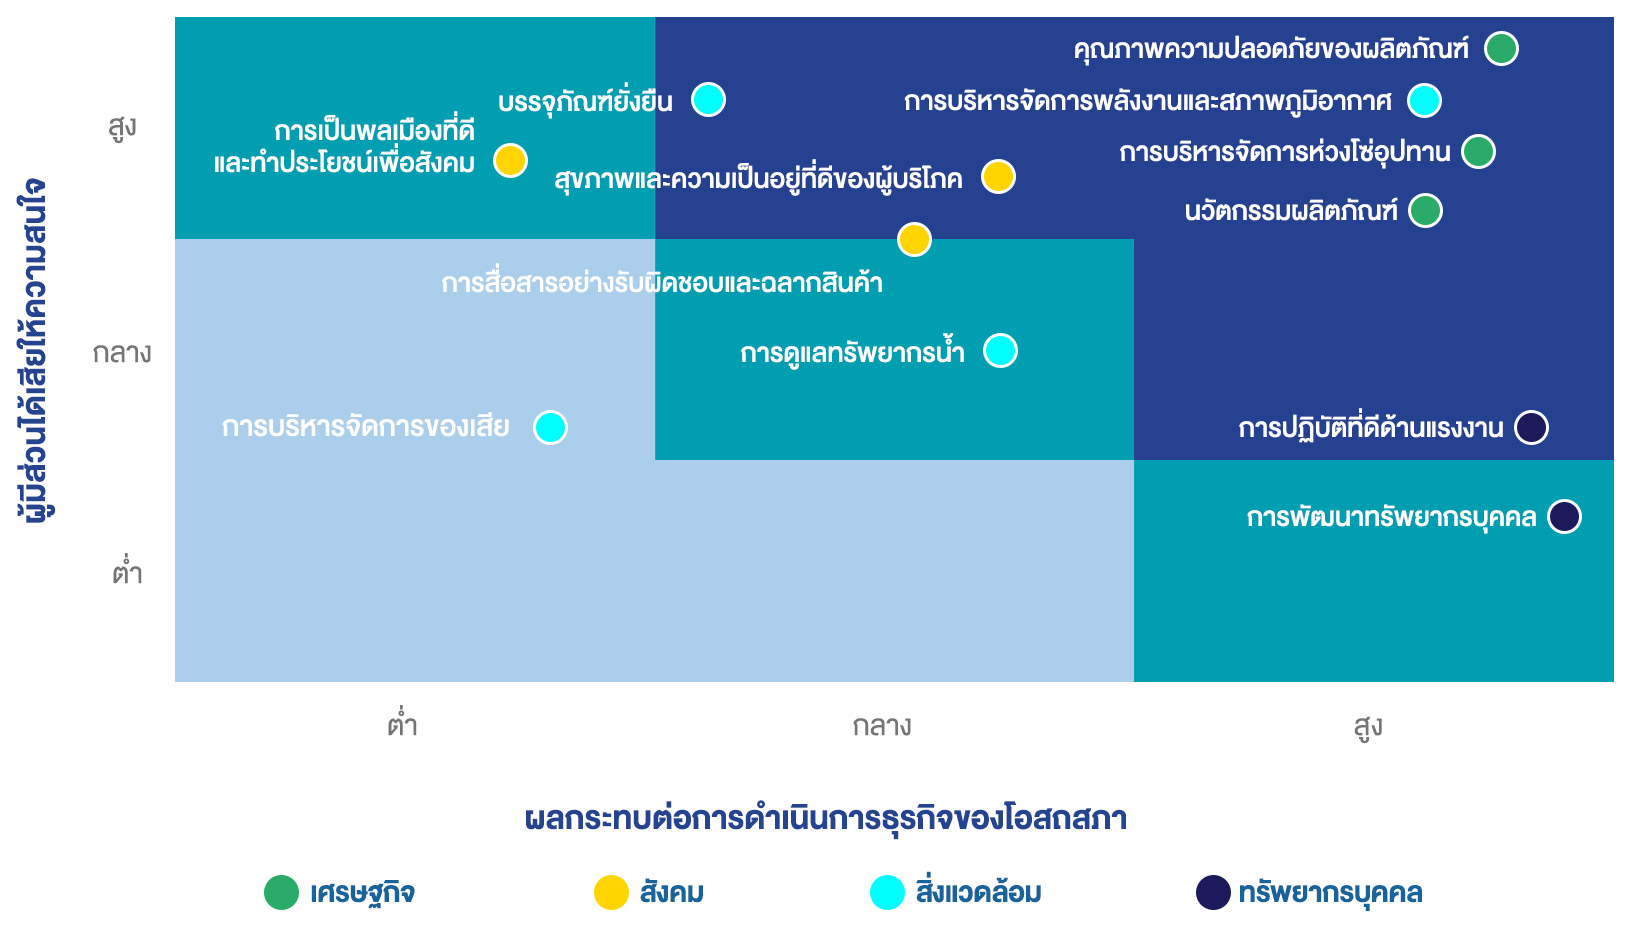 คุณภาพความปลอดภัยของผลิตภัณฑ์
บรรจุภัณฑ์ยั่งยืน
การบริหารจัดการพลังงานและสภาพภูมิอากาศ
สูง
การเป็นพลเมืองที่ดี
และทำประโยชน์เพื่อสังคม
การบริหารจัดการห่วงโซ่อุปทาน
สุขภาพและความเป็นอยู่ที่ดีของผู้บริโภค
นวัตกรรมผลิตภัณฑ์
การสื่อสารอย่างรับผิดชอบและฉลากสินค้า
ผู้มีส่วนได้เสียให้ความสนใจ
กลาง
การดูแลทรัพยากรน้ำ
การบริหารจัดการของเสีย
การปฏิบัติที่ดีด้านแรงงาน
การพัฒนาทรัพยากรบุคคล
ต่ำ
ต่ำ
กลาง
สูง
ผลกระทบต่อการดำเนินการธุรกิจของโอสถสภา
เศรษฐกิจ
สังคม
สิ่งแวดล้อม
ทรัพยากรบุคคล